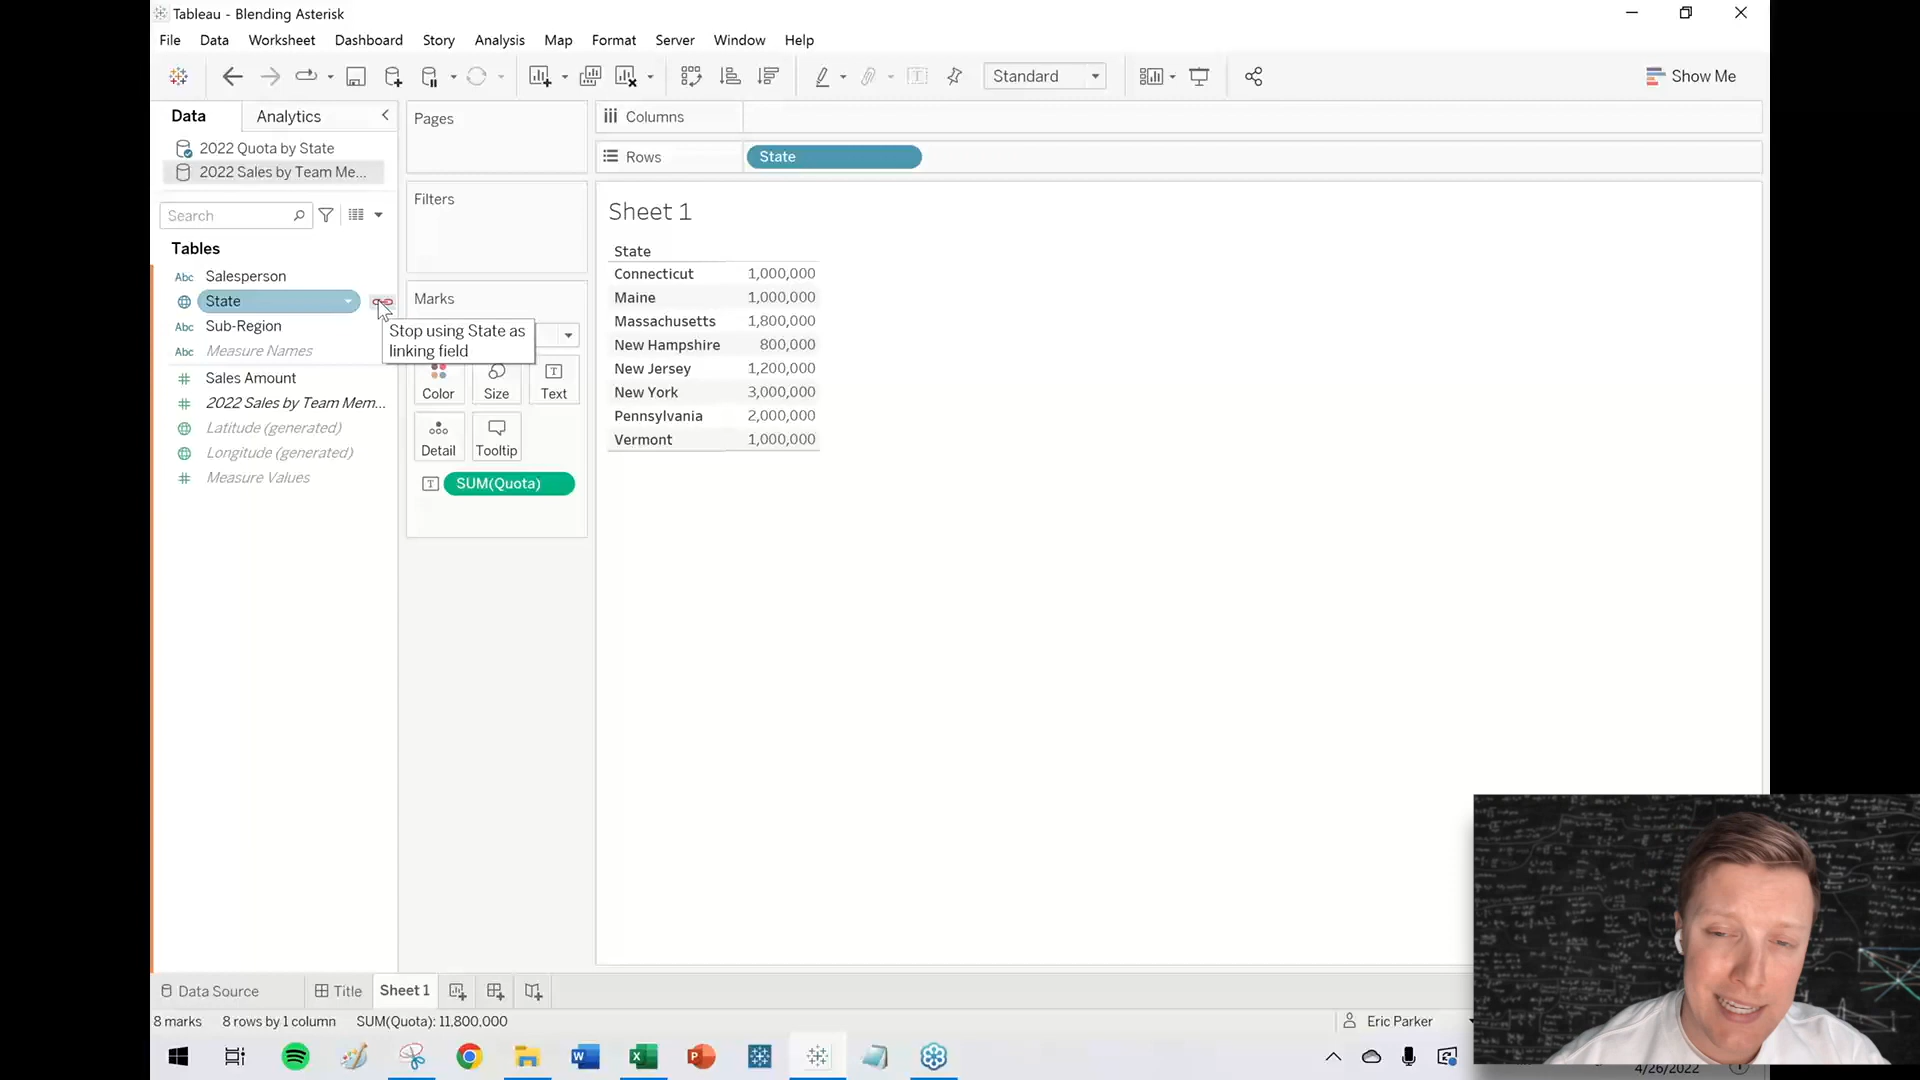 Tableau - Blending Asterisk
File Data Worksheet Dashboard Story Analysis Map Format Server Window Help
Standard
Show Me
Data
Analytics
2022 Quota by State
2022 Sales by Team Me...
Search
Tables
Abc Salesperson
State
Abc Sub-Region
Abc Measure Names
# Sales Amount
# 2022 Sales by Team Mem...
Latitude (generated)
Longitude (generated)
# Measure Values
Stop using State as
linking field
Pages
Filters
Marks
Color
Size
T
Text
Detail
Tooltip
T SUM(Quota)
Columns
Rows
State
Sheet 1
State
Connecticut 1,000,000
Maine 1,000,000
Massachusetts 1,800,000
New Hampshire 800,000
New Jersey 1,200,000
New York 3,000,000
Pennsylvania 2,000,000
Vermont 1,000,000
Data Source
Title
Sheet 1
8 marks 8 rows by 1 column SUM(Quota): 11,800,000
Eric Parker
4/26/2022